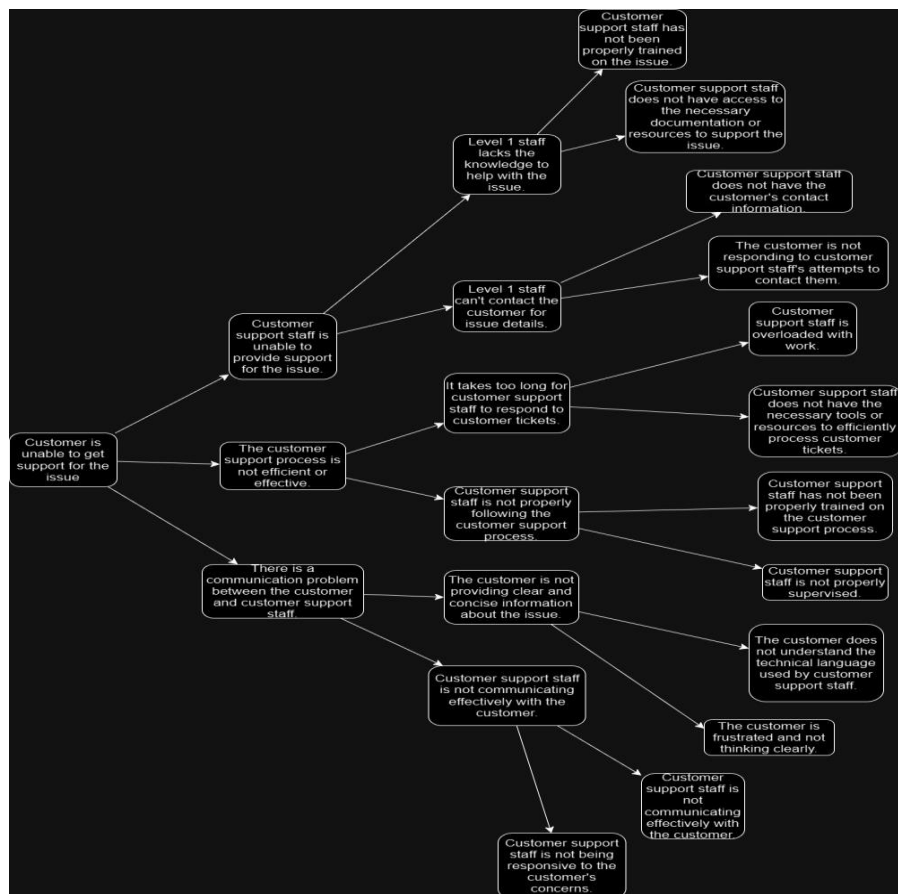 Customer
support staff has
not been
properly trained
on the issue.
Customer support staff
does not have access to
the necessary
documentation or
resources to support the
issue.
Level 1 staff
lacks the
knowledge to
help with the
issue.
Customer support staff
does not have the
customer's contact
information.
The customer is not
responding to customer
support staff's attempts to
contact them.
Level 1 staff
can't contact the
customer for
issue details.
Customer
support staff is
unable to
provide support
for the issue.
Customer
support staff is
overloaded with
work.
It takes too long for
customer support
staff to respond to
customer tickets.
Customer support staff
does not have the
necessary tools or
resources to efficiently
process customer
tickets.
Customer is
unable to get
support for the
issue
The customer
support process is
not efficient or
effective.
Customer support
staff is not properly
following the
customer support
process.
Customer support
staff has not been
properly trained on
the customer
support process.
Customer support
staff is not properly
supervised.
There is a
communication problem
between the customer
and customer support
staff.
The customer is not
providing clear and
concise information
about the issue.
The customer does
not understand the
technical language
used by customer
support staff.
Customer support staff
is not communicating
effectively with the
customer.
The customer is
frustrated and not
thinking clearly.
Customer
support staff is
not
communicating
effectively with
the customer.
Customer support
staff is not being
responsive to the
customer's
concerns.